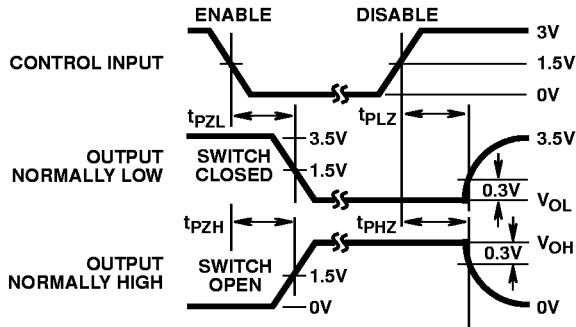 ENABLE DISABLE
3V
CONTROL INPUT 1.5V
0V
tPZL tPLZ
3.5V 3.5V
OUTPUT
NORMALLY LOW
SWITCH
CLOSED
1.5V
0.3V
VOL
tPZH tPHZ
VOH
0.3V
OUTPUT
NORMALLY HIGH
SWITCH
OPEN
1.5V
0V 0V